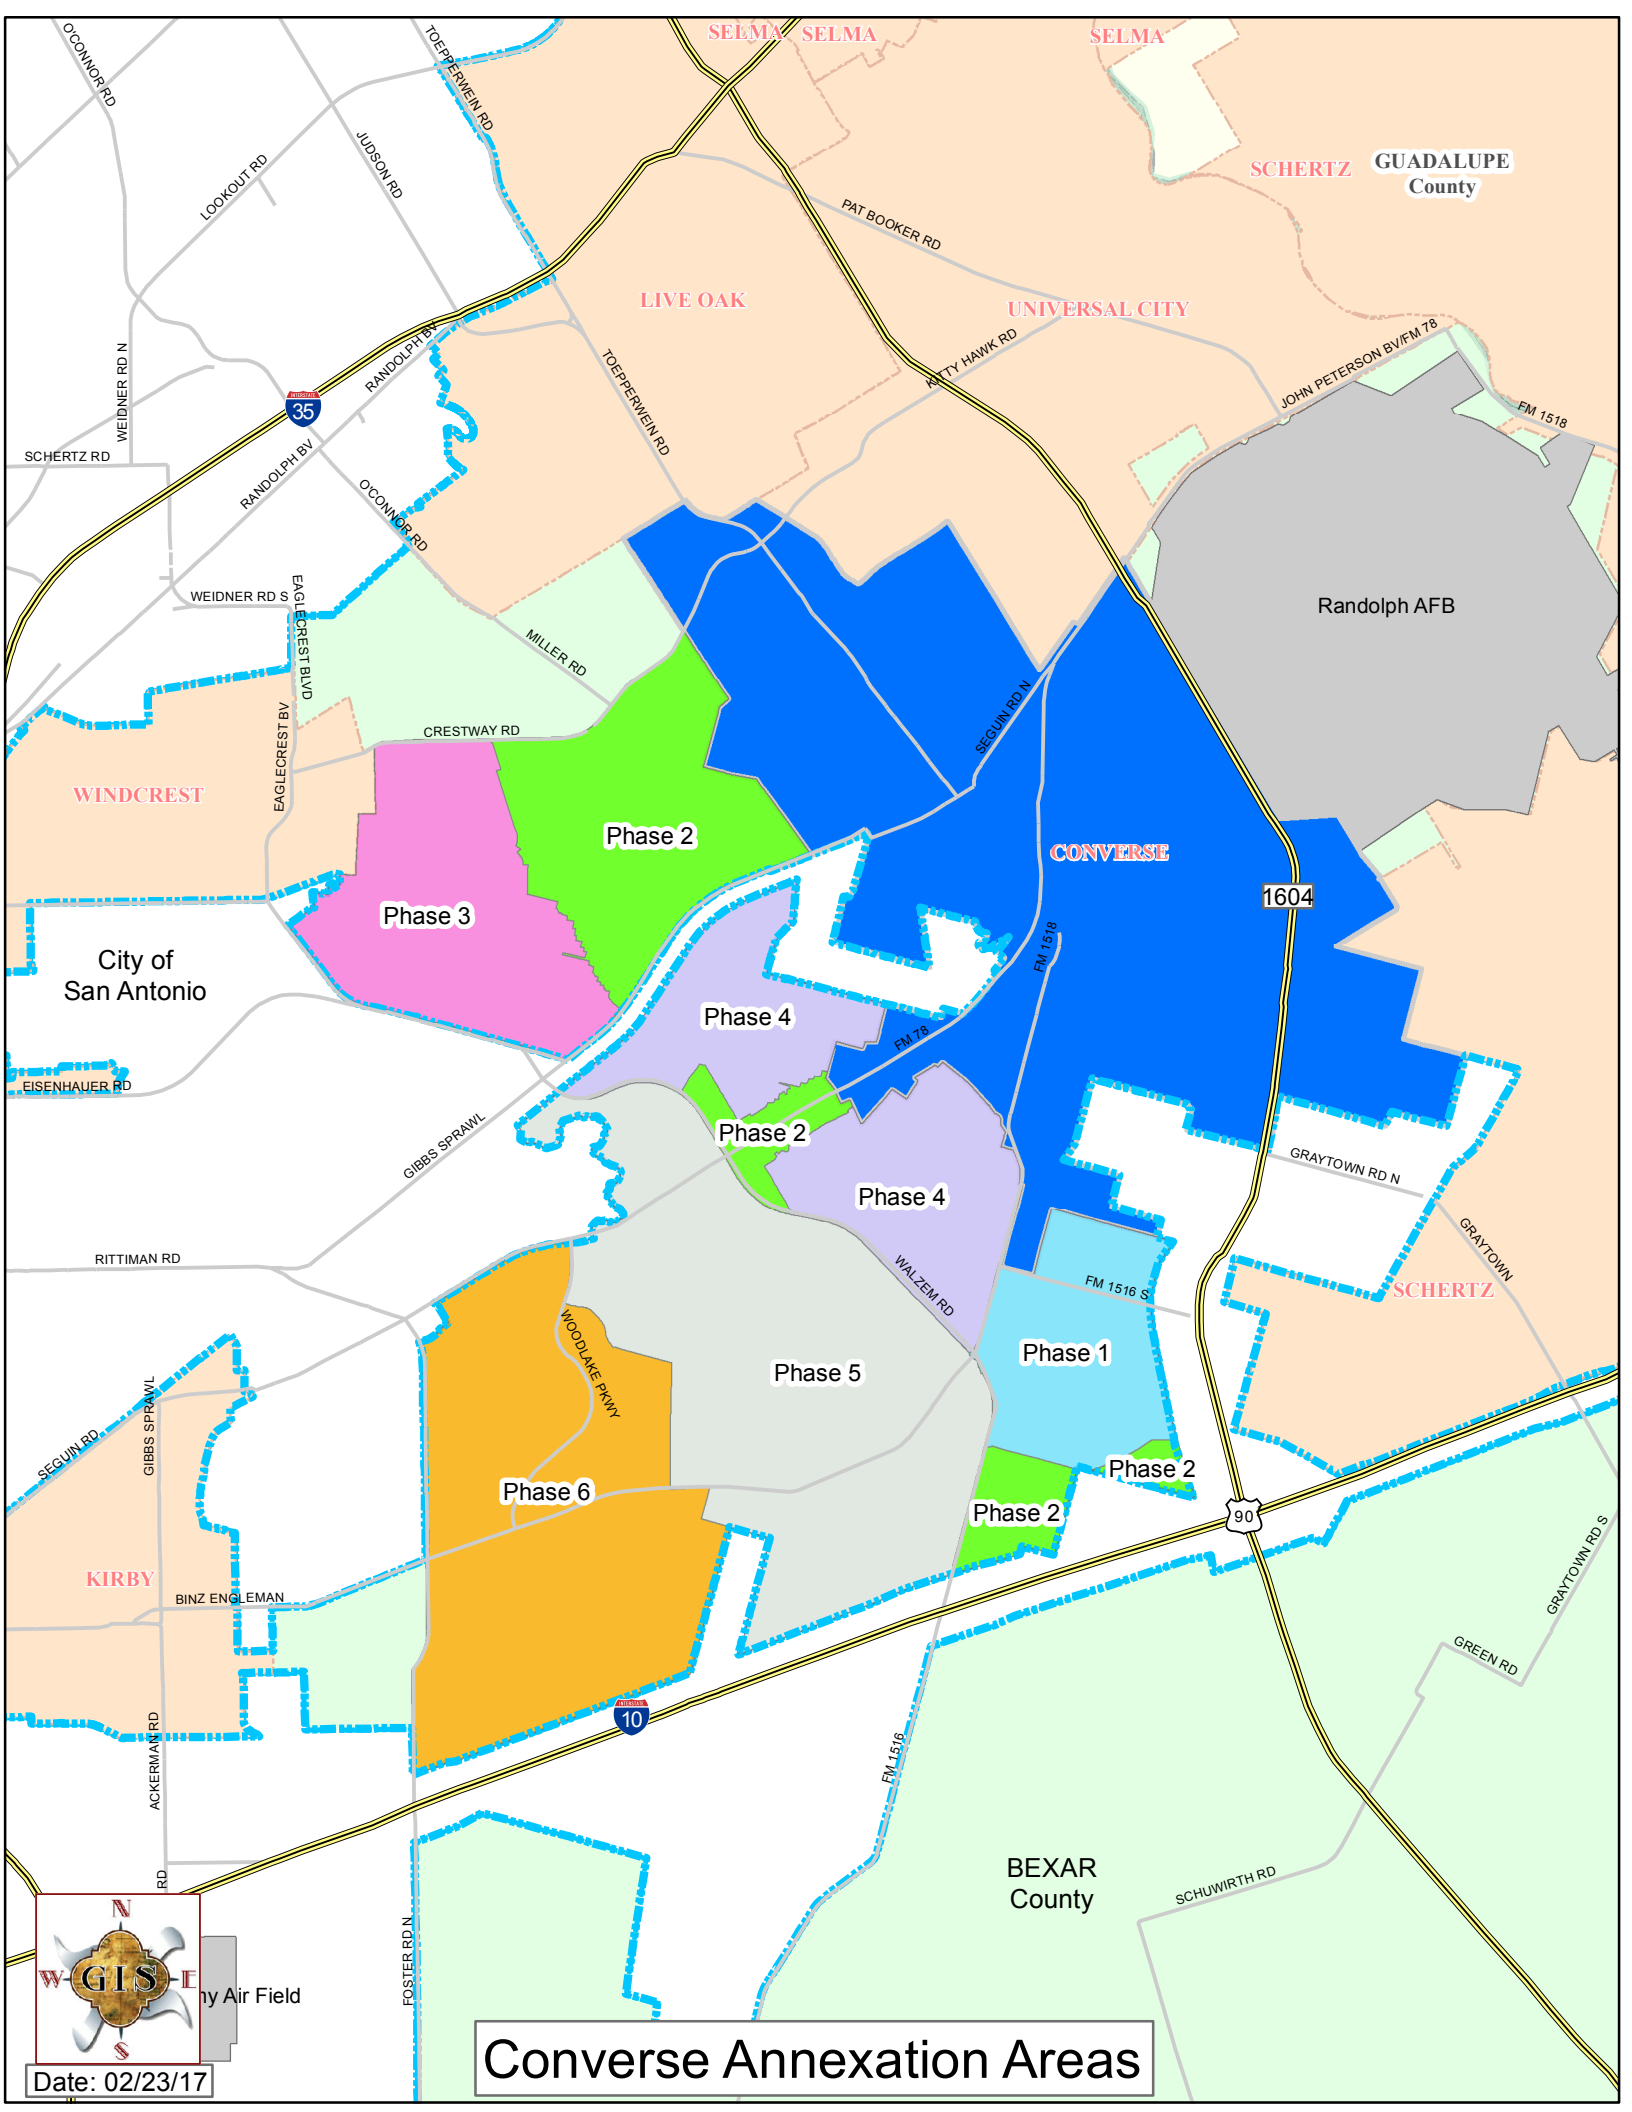 O'CONNOR RD
TOEPPERWEIN RD
SELMA
SELMA
SELMA
JUDSON RD
LOOKOUT RD
SCHERTZ
GUADALUPE
County
PAT BOOKER RD
LIVE OAK
UNIVERSAL CITY
WEIDNER RD N
RANDOLPH BV
KITTY HAWK RD
JOHN PETERSON BV/FM 78
FM 1518
INTERSTATE
35
TOEPPERWEIN RD
SCHERTZ RD
RANDOLPH BV
O'CONNOR RD
WEIDNER RD S
EAGLECREST BLVD
Randolph AFB
MILLER RD
SEGUIN RD N
CRESTWAY RD
EAGLECREST BV
WINDCREST
Phase 2
CONVERSE
1604
Phase 3
City of
San Antonio
FM 1518
Phase 4
FM 78
EISENHAUER RD
GIBBS SPRAWL
Phase 2
Phase 4
GRAYTOWN RD N
GRAYTOWN
RITTIMAN RD
WALZEM RD
FM 1516 S
SCHERTZ
Phase 1
WOODLAKE PKWY
Phase 5
GIBBS SPRAWL
SEGUIN RD
Phase 6
Phase 2
Phase 2
90
KIRBY
BINZ ENGLEMAN
GRAYTOWN RD S
GREEN RD
INTERSTATE
10
ACKERMAN RD
FM 1516
BEXAR
County
SCHUWIRTH RD
RD
FOSTER RD N
N
W GIS E
S
ny Air Field
Converse Annexation Areas
Date: 02/23/17